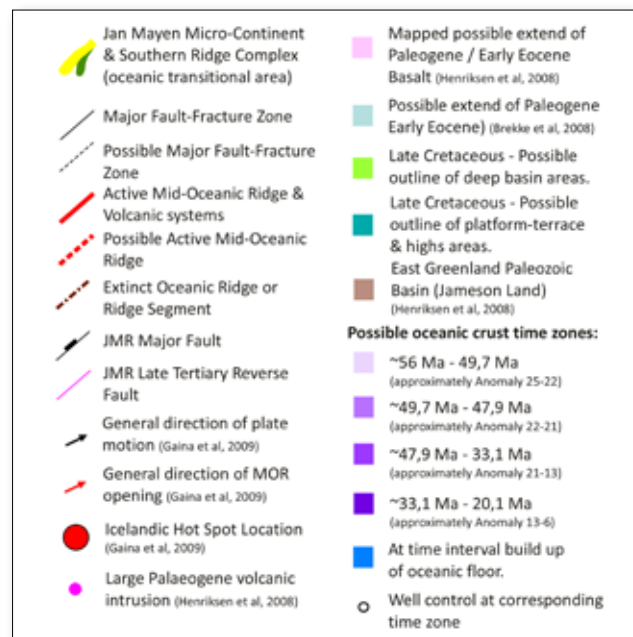 Jan Mayen Micro-Continent
& Southern Ridge Complex
(oceanic transitional area)
Major Fault-Fracture Zone
Possible Major Fault-Fracture
Zone
Active Mid-Oceanic Ridge &
Volcanic systems
Possible Active Mid-Oceanic
Ridge
Extinct Oceanic Ridge or
Ridge Segment
JMR Major Fault
JMR Late Tertiary Reverse
Fault
General direction of plate
motion (Gaina et al, 2009)
General direction of MOR
opening (Gaina et al, 2009)
Icelandic Hot Spot Location
(Gaina et al, 2009)
Large Palaeogene volcanic
intrusion (Henriksen et al, 2008)
Mapped possible extend of
Paleogene / Early Eocene
Basalt (Henriksen et al, 2008)
Possible extend of Paleogene
Early Eocene) (Brekke et al, 2008)
Late Cretaceous - Possible
outline of deep basin areas.
Late Cretaceous - Possible
outline of platform-terrace
& highs areas.
East Greenland Paleozoic
Basin (Jameson Land)
(Henriksen et al, 2008)
Possible oceanic crust time zones:
~56 Ma - 49,7 Ma
(approximately Anomaly 25-22)
~49,7 Ma - 47,9 Ma
(approximately Anomaly 22-21)
~47,9 Ma - 33,1 Ma
(approximately Anomaly 21-13)
~33,1 Ma - 20,1 Ma
(approximately Anomaly 13-6)
At time interval build up
of oceanic floor.
Well control at corresponding
time zone